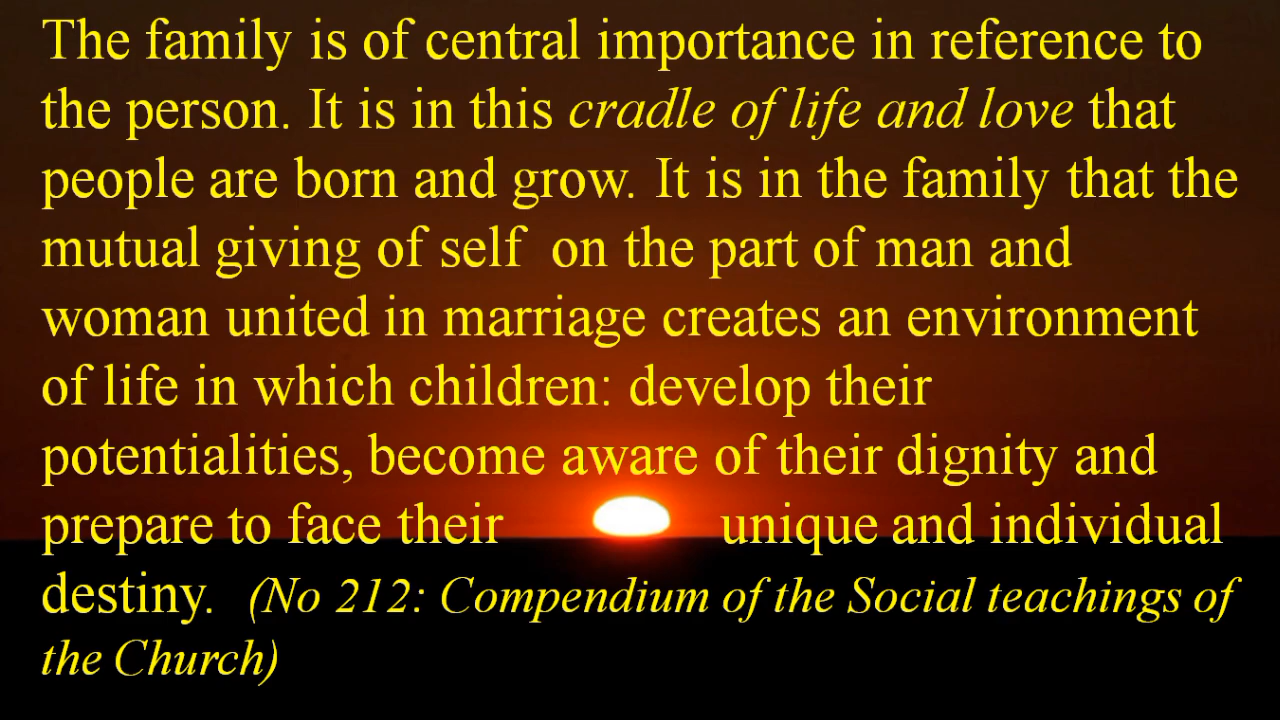 The family is of central importance in reference to
the person. It is in this cradle of life and love that
people are born and grow. It is in the family that the
mutual giving of self on the part of man and
woman united in marriage creates an environment
of life in which children: develop their
potentialities, become aware of their dignity and
prepare to face their unique and individual
destiny. (No 212: Compendium of the Social teachings of
the Church)